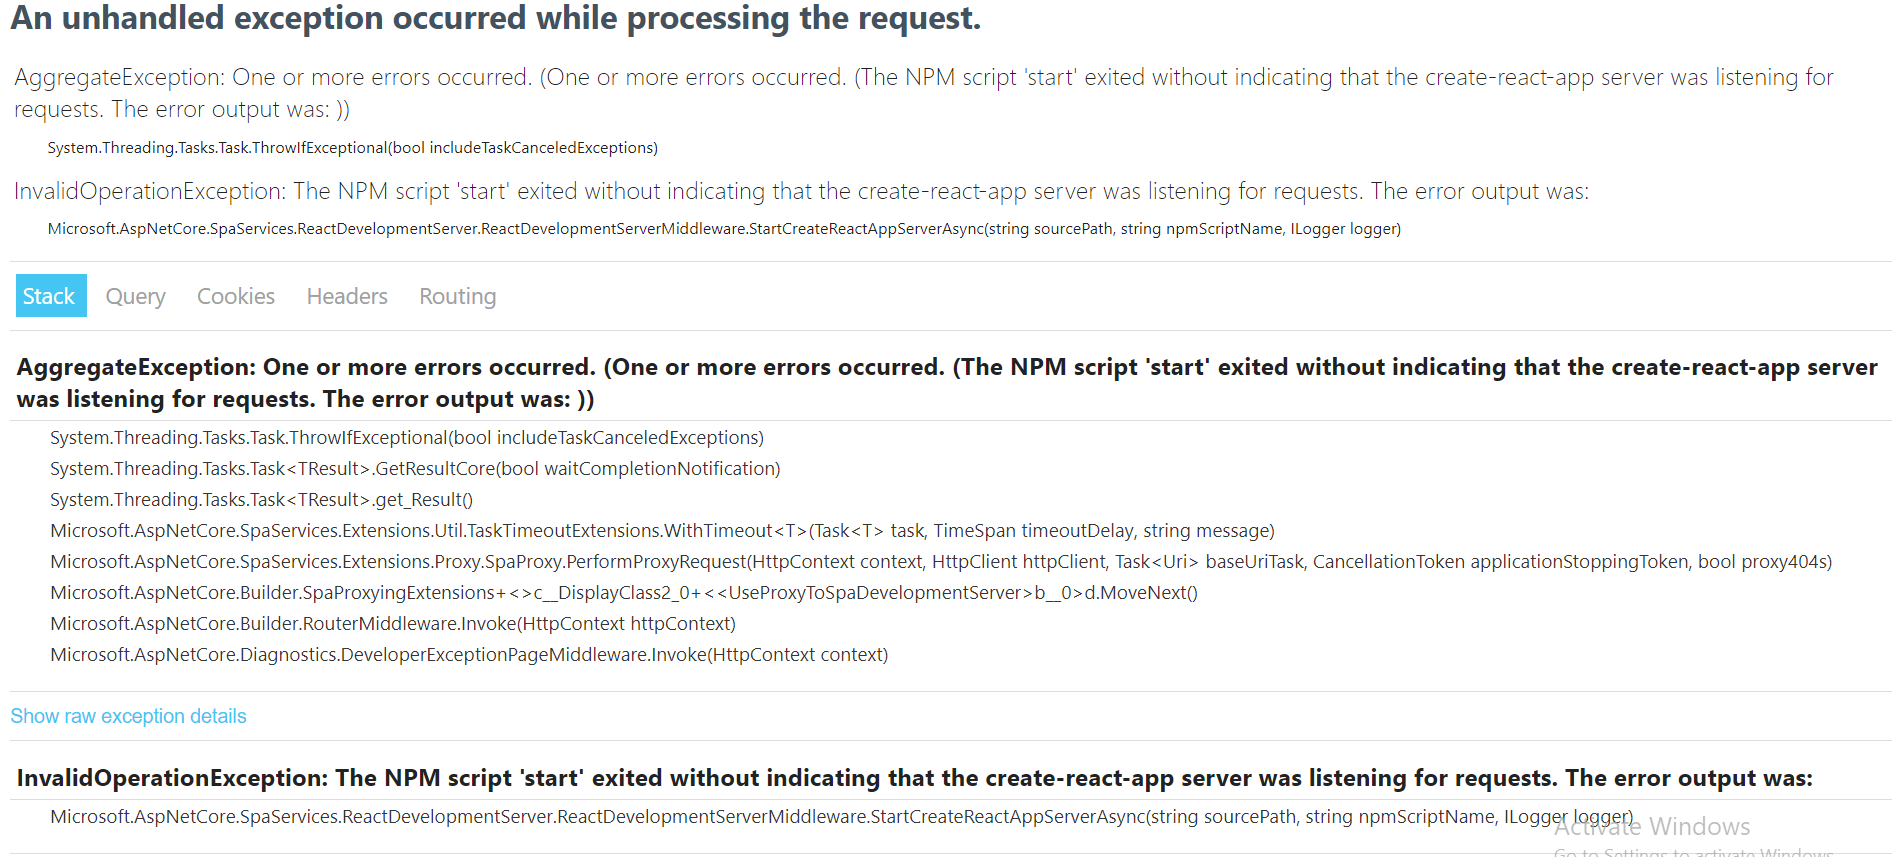 An unhandled exception occurred while processing the request.
AggregateException: One or more errors occurred. (One or more errors occurred. (The NPM script 'start' exited without indicating that the create-react-app server was listening for
requests. The error output was: ))
System.Threading.Tasks.Task.ThrowIfExceptional(bool includeTaskCanceledExceptions)
InvalidOperationException: The NPM script 'start' exited without indicating that the create-react-app server was listening for requests. The error output was:
Microsoft.AspNetCore.SpaServices.ReactDevelopmentServer.ReactDevelopmentServerMiddleware.StartCreateReactAppServerAsync(string sourcePath, string npmScriptName, ILogger logger)
Stack Query Cookies Headers Routing
AggregateException: One or more errors occurred. (One or more errors occurred. (The NPM script 'start' exited without indicating that the create-react-app server
was listening for requests. The error output was: ))
System.Threading.Tasks.Task.ThrowIfExceptional(bool includeTaskCanceledExceptions)
System.Threading.Tasks.Task<TResult>.GetResultCore(bool waitCompletionNotification)
System.Threading.Tasks.Task<TResult>.get_Result()
Microsoft.AspNetCore.SpaServices.Extensions.Util.TaskTimeoutExtensions.WithTimeout<T>(Task<T> task, TimeSpan timeoutDelay, string message)
Microsoft.AspNetCore.SpaServices.Extensions.Proxy.SpaProxy.PerformProxyRequest(HttpContext context, HttpClient httpClient, Task<Uri> baseUriTask, CancellationToken applicationStoppingToken, bool proxy404s)
Microsoft.AspNetCore.Builder.SpaProxyingExtensions+<>c__DisplayClass2_0+<<UseProxyToSpaDevelopmentServer>b__0>d.MoveNext()
Microsoft.AspNetCore.Builder.RouterMiddleware.Invoke(HttpContext httpContext)
Microsoft.AspNetCore.Diagnostics.DeveloperExceptionPageMiddleware.Invoke(HttpContext context)
Show raw exception details
InvalidOperationException: The NPM script 'start' exited without indicating that the create-react-app server was listening for requests. The error output was:
Microsoft.AspNetCore.SpaServices.ReactDevelopmentServer.ReactDevelopmentServerMiddleware.StartCreateReactAppServerAsync(string sourcePath, string npmScriptName, ILogger logger)
Activate Windows
Go to Settings to activate Windows.